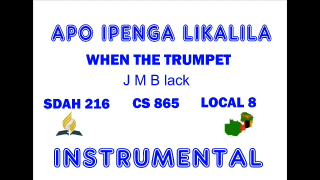 APO IPENGA LIKALILA
WHEN THE TRUMPET
J M B lack
SDAH 216 CS 865 LOCAL 8
INSTRUMENTAL